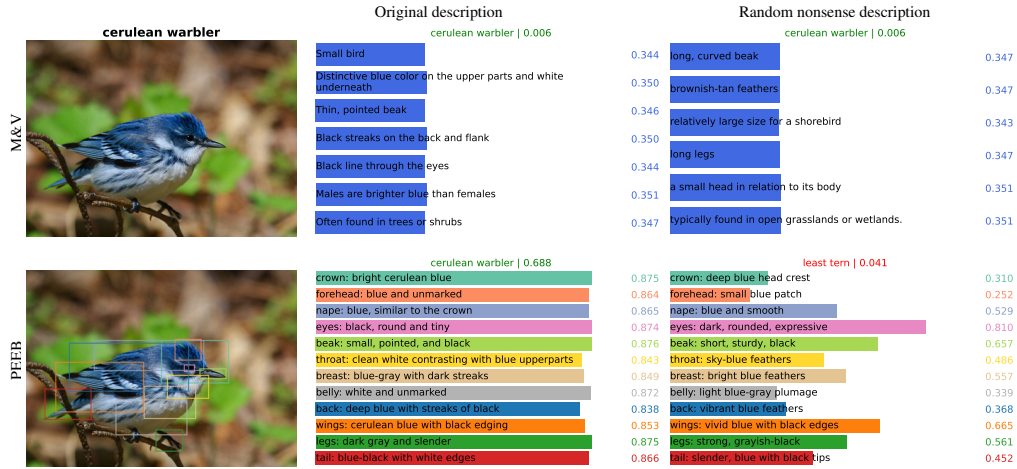 Original description
Random nonsense description
cerulean warbler
cerulean warbler | 0.006
cerulean warbler | 0.006
M&V
Small bird
0.344
Distinctive blue color on the upper parts and white
underneath
0.350
Thin, pointed beak
0.346
Black streaks on the back and flank
0.350
Black line through the eyes
0.344
Males are brighter blue than females
0.351
Often found in trees or shrubs
0.347
long, curved beak
0.347
brownish-tan feathers
0.347
relatively large size for a shorebird
0.343
long legs
0.347
a small head in relation to its body
0.351
typically found in open grasslands or wetlands.
0.351
PEEB
cerulean warbler | 0.688
crown: bright cerulean blue
0.875
forehead: blue and unmarked
0.864
nape: blue, similar to the crown
0.865
eyes: black, round and tiny
0.874
beak: small, pointed, and black
0.876
throat: clean white contrasting with blue upperparts
0.843
breast: blue-gray with dark streaks
0.849
belly: white and unmarked
0.872
back: deep blue with streaks of black
0.838
wings: cerulean blue with black edging
0.853
legs: dark gray and slender
0.875
tail: blue-black with white edges
0.866
least tern | 0.041
crown: deep blue head crest
0.310
forehead: small blue patch
0.252
nape: blue and smooth
0.529
eyes: dark, rounded, expressive
0.810
beak: short, sturdy, black
0.657
throat: sky-blue feathers
0.486
breast: bright blue feathers
0.557
belly: light blue-gray plumage
0.339
back: vibrant blue feathers
0.368
wings: vivid blue with black edges
0.665
legs: strong, grayish-black
0.561
tail: slender, blue with black tips
0.452